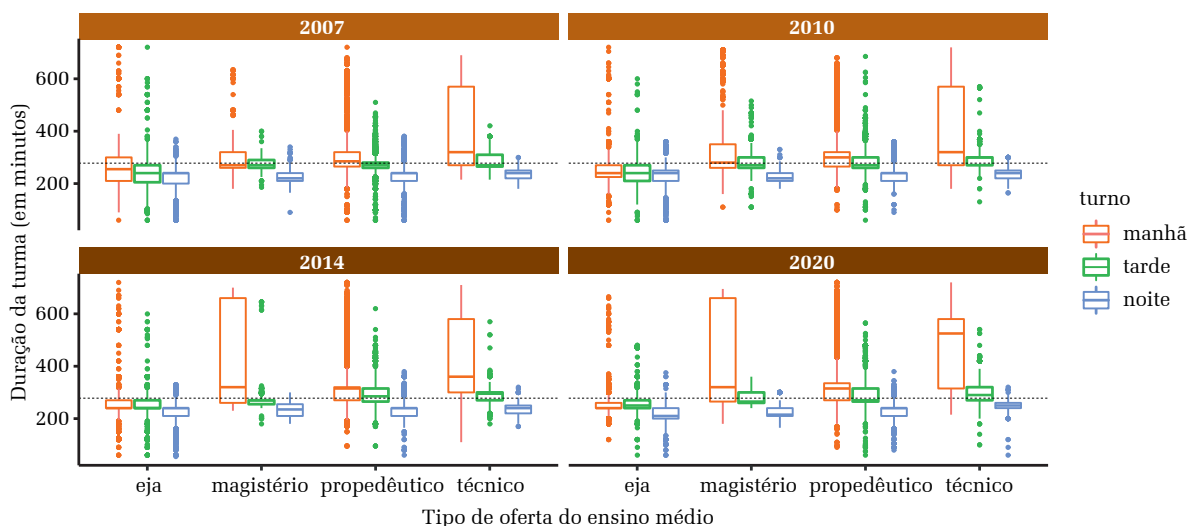 2007
2010
600
400
200
2014
2020
600
400
200
Duração da turma (em minutos)
eja magistério propedêutico técnico
eja magistério propedêutico técnico
Tipo de oferta do ensino médio
turno
manhã
tarde
noite